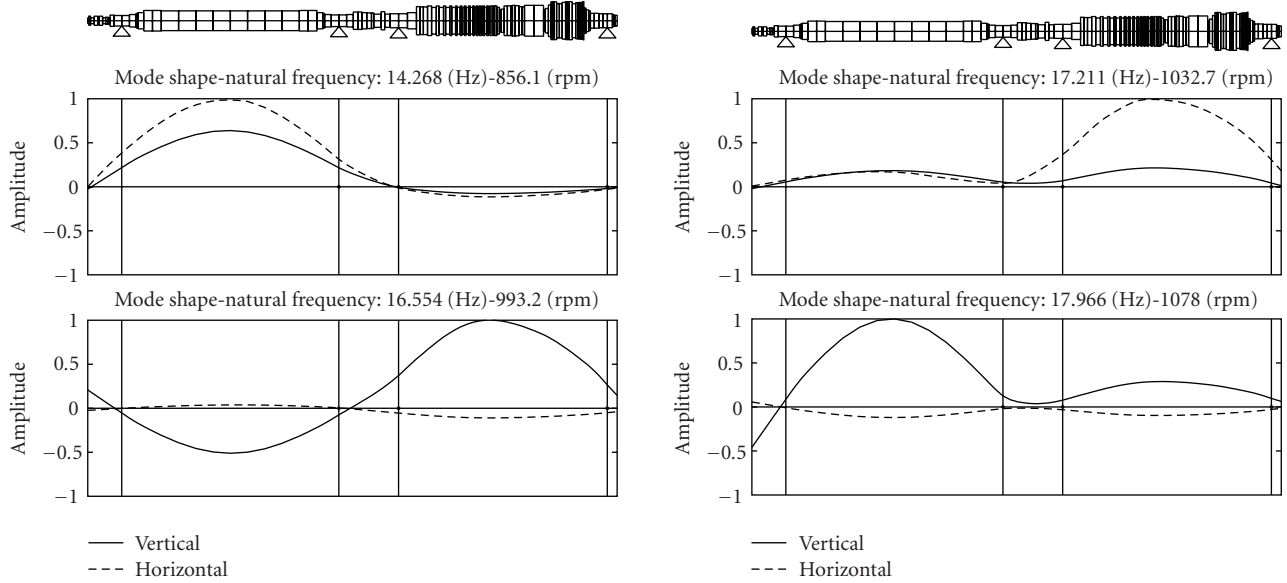 Mode shape-natural frequency: 14.268 (Hz)-856.1 (rpm)
1
0.5
0
−0.5
−1
Amplitude
Mode shape-natural frequency: 16.554 (Hz)-993.2 (rpm)
1
0.5
0
−0.5
−1
Amplitude
Vertical
Horizontal
Mode shape-natural frequency: 17.211 (Hz)-1032.7 (rpm)
1
0.5
0
−0.5
−1
Amplitude
Mode shape-natural frequency: 17.966 (Hz)-1078 (rpm)
1
0.5
0
−0.5
−1
Amplitude
Vertical
Horizontal